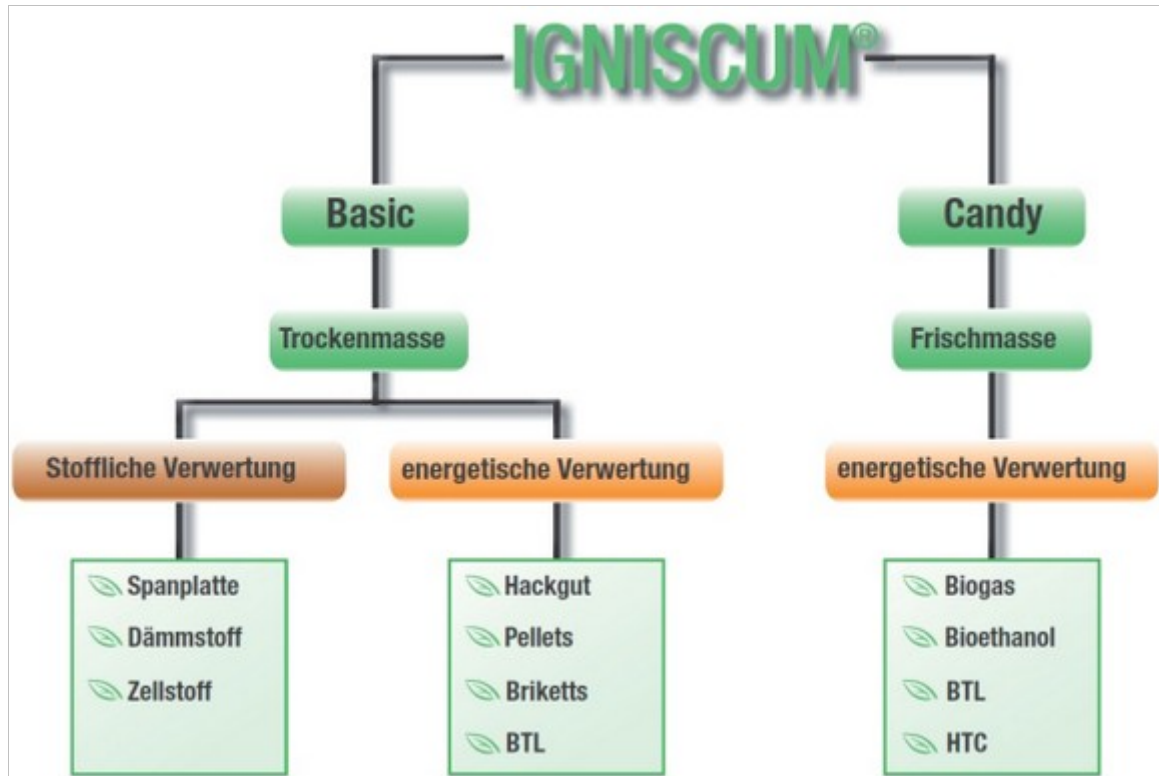 IGNISCUM®
Basic
Candy
Trockenmasse
Frischmasse
Stoffliche Verwertung
energetische Verwertung
energetische Verwertung
Spanplatte
Dämmstoff
Zellstoff
Hackgut
Pellets
Briketts
BTL
Biogas
Bioethanol
BTL
HTC